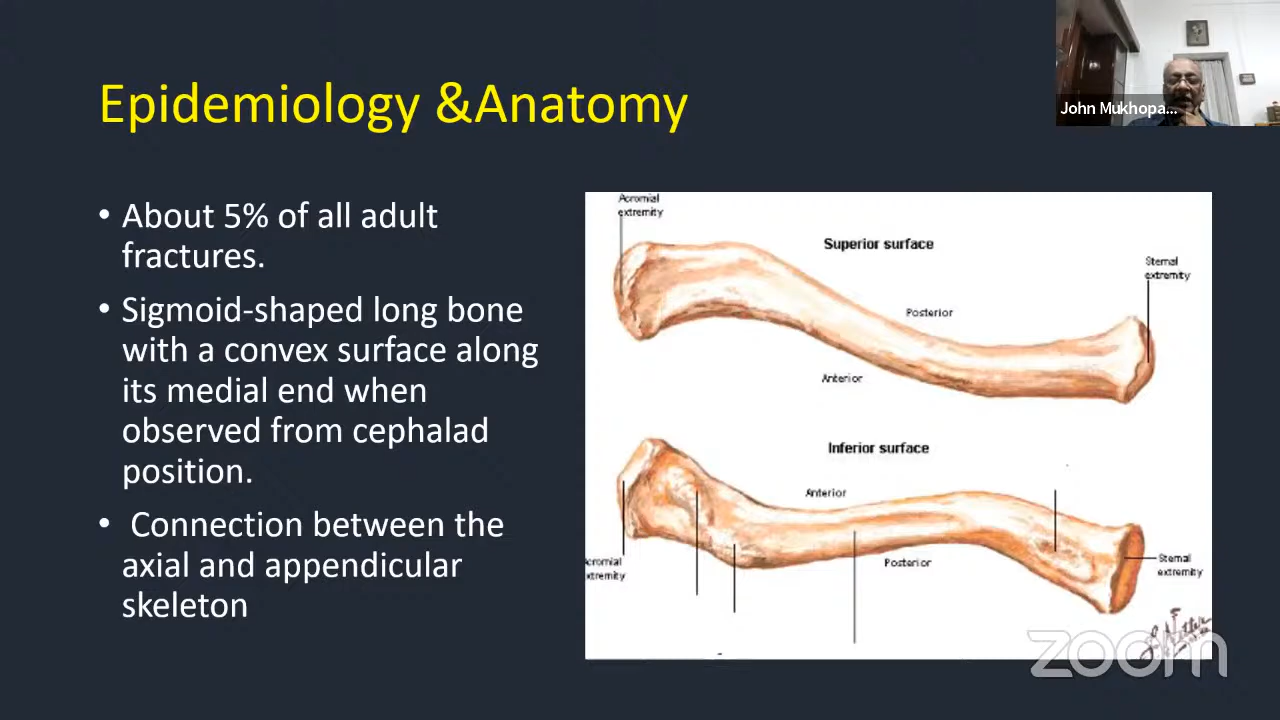 John Mukhopa...
Epidemiology &Anatomy
• About 5% of all adult
fractures.
• Sigmoid-shaped long bone
with a convex surface along
its medial end when
observed from cephalad
position.
• Connection between the
axial and appendicular
skeleton
Acromial
extremity
Superior surface
Sternal
extremity
Posterior
Anterior
Inferior surface
Anterior
Posterior
cromial
xtremity
Sternal
extremity
zoom